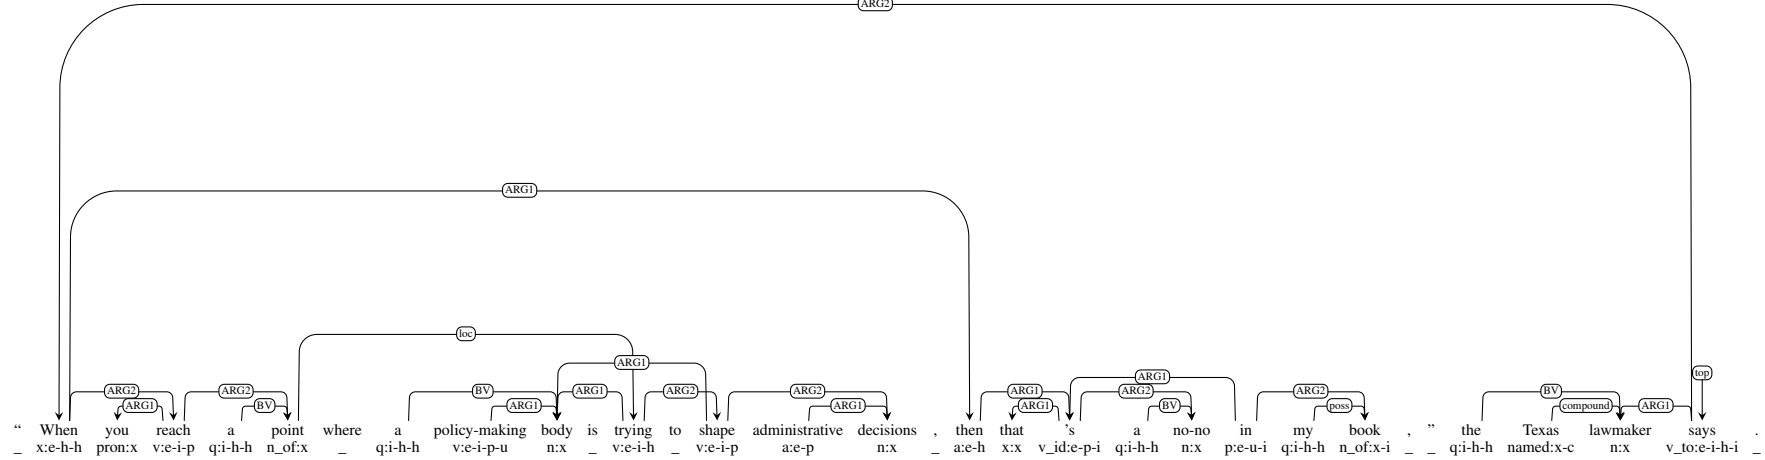 ARG2
ARG1
loc
ARG1
top
ARG2 ARG2 BV ARG1 ARG2 ARG2 ARG1 ARG2 ARG1 ARG2 BV
ARG1 BV ARG1 ARG1 ARG1 BV poss compound ARG1
“ When you reach a point where a policy-making body is trying to shape administrative decisions , then that ’s a no-no in my book , ” the Texas lawmaker says .
_ x:e-h-h pron:x v:e-i-p q:i-h-h n_of:x _ q:i-h-h v:e-i-p-u n:x _ v:e-i-h _ v:e-i-p a:e-p n:x _ a:e-h x:x v_id:e-p-i q:i-h-h n:x p:e-u-i q:i-h-h n_of:x-i _ _ q:i-h-h named:x-c n:x v_to:e-i-h-i _